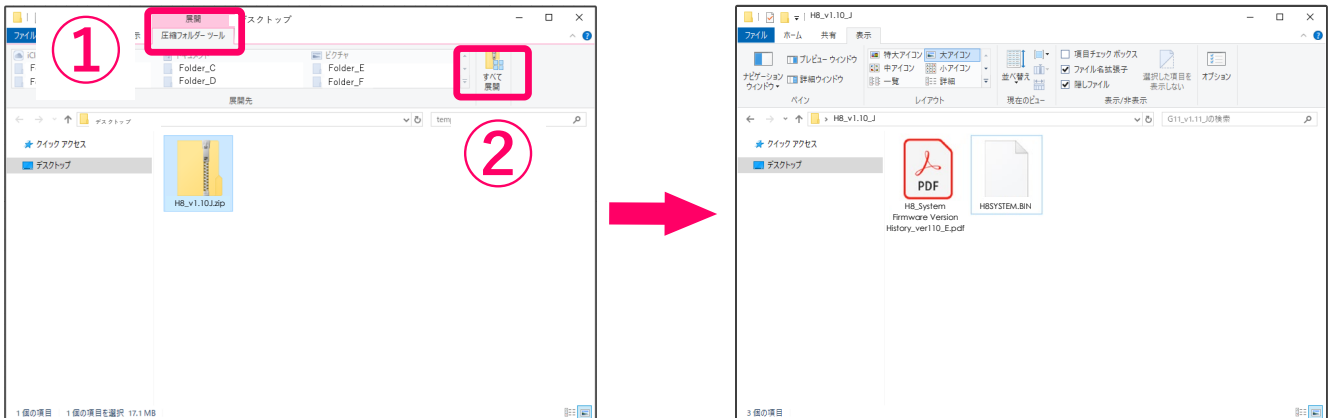 展開
デスクトップ
ファイル
圧縮フォルダー ツール
①
ドキュメント
ピクチャ
Folder_C
Folder_E
Folder_D
Folder_F
すべて
展開
展開先
デスクトップ
②
クイック アクセス
デスクトップ
H8_v1.10J.zip
1 個の項目
1 個の項目を選択 17.1 MB
H8_v1.10_J
ファイル
ホーム
共有
表示
ナビゲーション
ウィンドウ
プレビュー ウィンドウ
詳細ウィンドウ
特大アイコン
大アイコン
中アイコン
小アイコン
一覧
詳細
並べ替え
項目チェック ボックス
ファイル名拡張子
隠しファイル
選択した項目を
表示しない
オプション
ペイン
レイアウト
現在のビュー
表示/非表示
H8_v1.10_J
G11_v1.11_Jの検索
クイック アクセス
デスクトップ
PDF
H8_System
Firmware Version
History_ver110_E.pdf
H8SYSTEM.BIN
3 個の項目